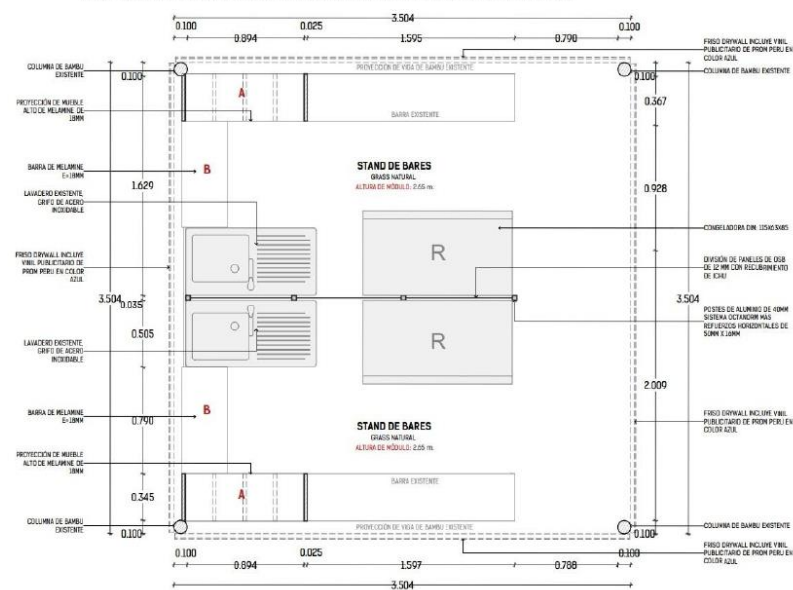 3.504
0.100
0.025
0.100
0.894
1.595
0.790
FRISO DRYWALL INCLUYE VINIL
PUBLICITARIO DE PROM PERU EN
COLOR AZUL
COLUMNA DE BAMBU
EXISTENTE
0.100
PROYECCIÓN DE VIGA DE BAMBU EXISTENTE
0.100
COLUMNA DE BAMBU EXISTENTE
A
0.367
PROYECCIÓN DE MUEBLE
ALTO DE MELAMINE DE
18MM
BARRA EXISTENTE
BARRA DE MELAMINE
E=18MM
B
STAND DE BARES
GRASS NATURAL
ALTURA DE MÓDULO: 2.65 m.
1.629
0.928
LAVADERO EXISTENTE,
GRIFO DE ACERO
INOXIDABLE
CONGELADORA DIM. 115X63X85
R
FRISO DRYWALL INCLUYE
VINIL PUBLICITARIO DE
PROM PERU EN COLOR
AZUL
DIVISIÓN DE PANELES DE OSB
DE 12 MM CON RECUBRIMIENTO
DE ICHU
3.504
0.035
3.504
0.505
POSTES DE ALUMINIO DE 40MM
SISTEMA OCTANORM MAS
REFUERZOS HORIZONTALES DE
50MM X 16MM
R
LAVADERO EXISTENTE,
GRIFO DE ACERO
INOXIDABLE
2.009
BARRA DE MELAMINE
E=18MM
B
0.790
STAND DE BARES
GRASS NATURAL
ALTURA DE MÓDULO: 2.65 m.
FRISO DRYWALL INCLUYE VINIL
PUBLICITARIO DE PROM PERU EN
COLOR AZUL
PROYECCIÓN DE MUEBLE
ALTO DE MELAMINE DE
18MM
BARRA EXISTENTE
0.345
A
COLUMNA DE BAMBU
EXISTENTE
0.100
PROYECCIÓN DE VIGA DE BAMBU EXISTENTE
0.100
COLUMNA DE BAMBU EXISTENTE
FRISO DRYWALL INCLUYE VINIL
PUBLICITARIO DE PROM PERU EN
COLOR AZUL
0.100
0.025
0.100
0.894
1.597
0.788
3.504